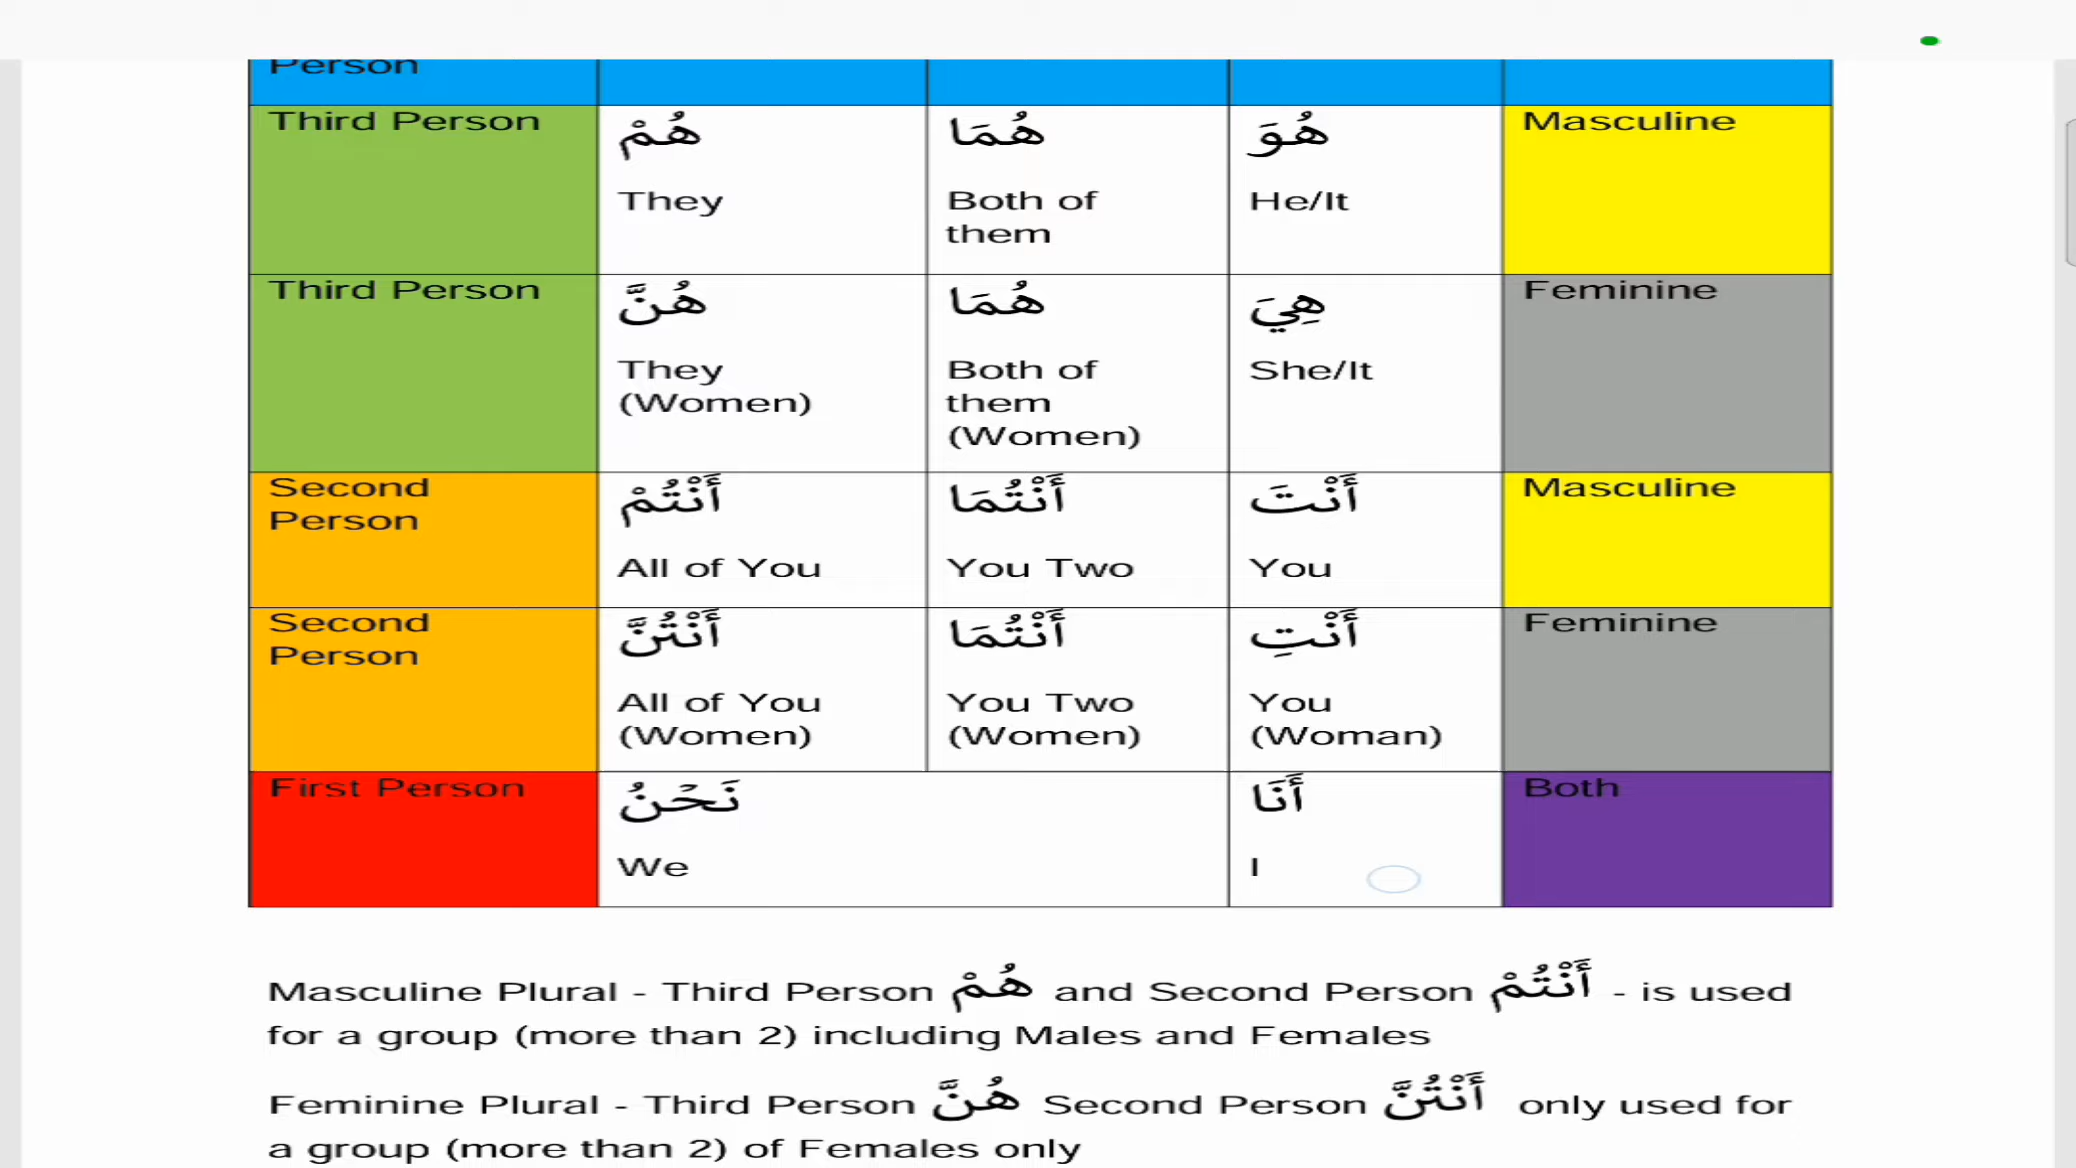 Person
Third Person
هُمْ
They
هُمَا
Both of
them
هُوَ
He/It
Masculine
Third Person
هُنَّ
They
(Women)
هُمَا
Both of
them
(Women)
هِيَ
She/It
Feminine
Second
Person
أَنْتُمْ
All of You
أَنْتُمَا
You Two
أَنْتَ
You
Masculine
Second
Person
أَنْتُنَّ
All of You
(Women)
أَنْتُمَا
You Two
(Women)
أَنْتِ
You
(Woman)
Feminine
First Person
نَحْنُ
We
أَنَا
I
Both
Masculine Plural - Third Person هُمْ and Second Person أَنْتُمْ - is used
for a group (more than 2) including Males and Females
Feminine Plural - Third Person هُنَّ Second Person أَنْتُنَّ only used for
a group (more than 2) of Females only